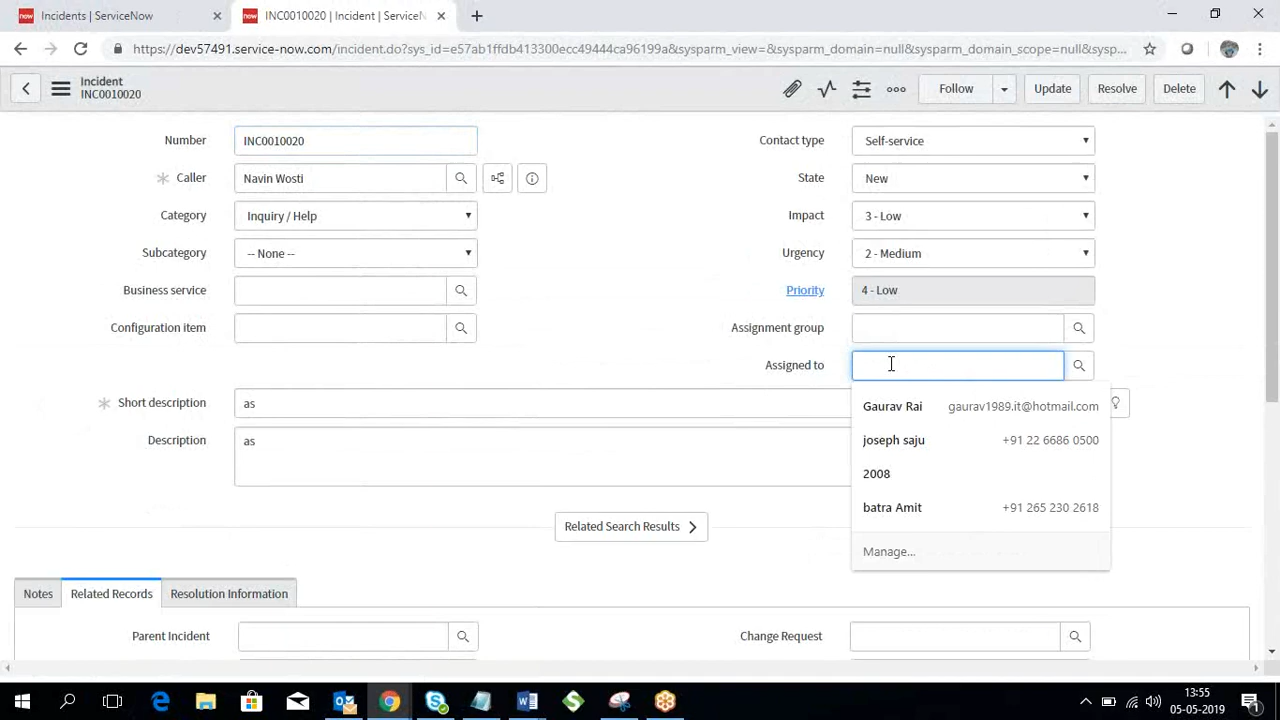 now Incidents | ServiceNow
now INC0010020 | Incident | ServiceNow
https://dev57491.service-now.com/incident.do?sys_id=e57ab1ffdb413300ecc49444ca96199a&sysparm_view=&sysparm_domain=null&sysparm_domain_scope=null&sysp...
Incident
INC0010020
Follow
Update
Resolve
Delete
Number INC0010020
Contact type Self-service
Caller Navin Wosti
State New
Category Inquiry / Help
Impact 3 - Low
Subcategory -- None --
Urgency 2 - Medium
Business service
Priority 4 - Low
Configuration item
Assignment group
Assigned to
Gaurav Rai gaurav1989.it@hotmail.com
joseph saju +91 22 6686 0500
2008
batra Amit +91 265 230 2618
Manage...
Short description as
Description as
Related Search Results
Notes
Related Records
Resolution Information
Parent Incident
Change Request
13:55
05-05-2019